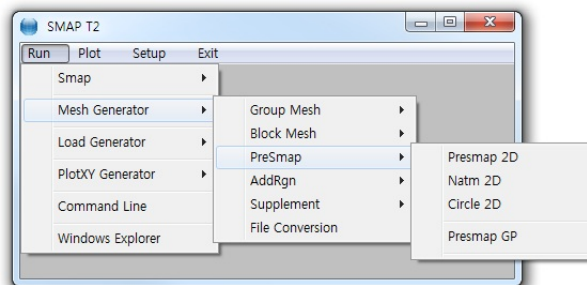 SMAP T2
Run Plot Setup Exit
Smap
Mesh Generator
Load Generator
PlotXY Generator
Command Line
Windows Explorer
Group Mesh
Block Mesh
PreSmap
AddRgn
Supplement
File Conversion
Presmap 2D
Natm 2D
Circle 2D
Presmap GP